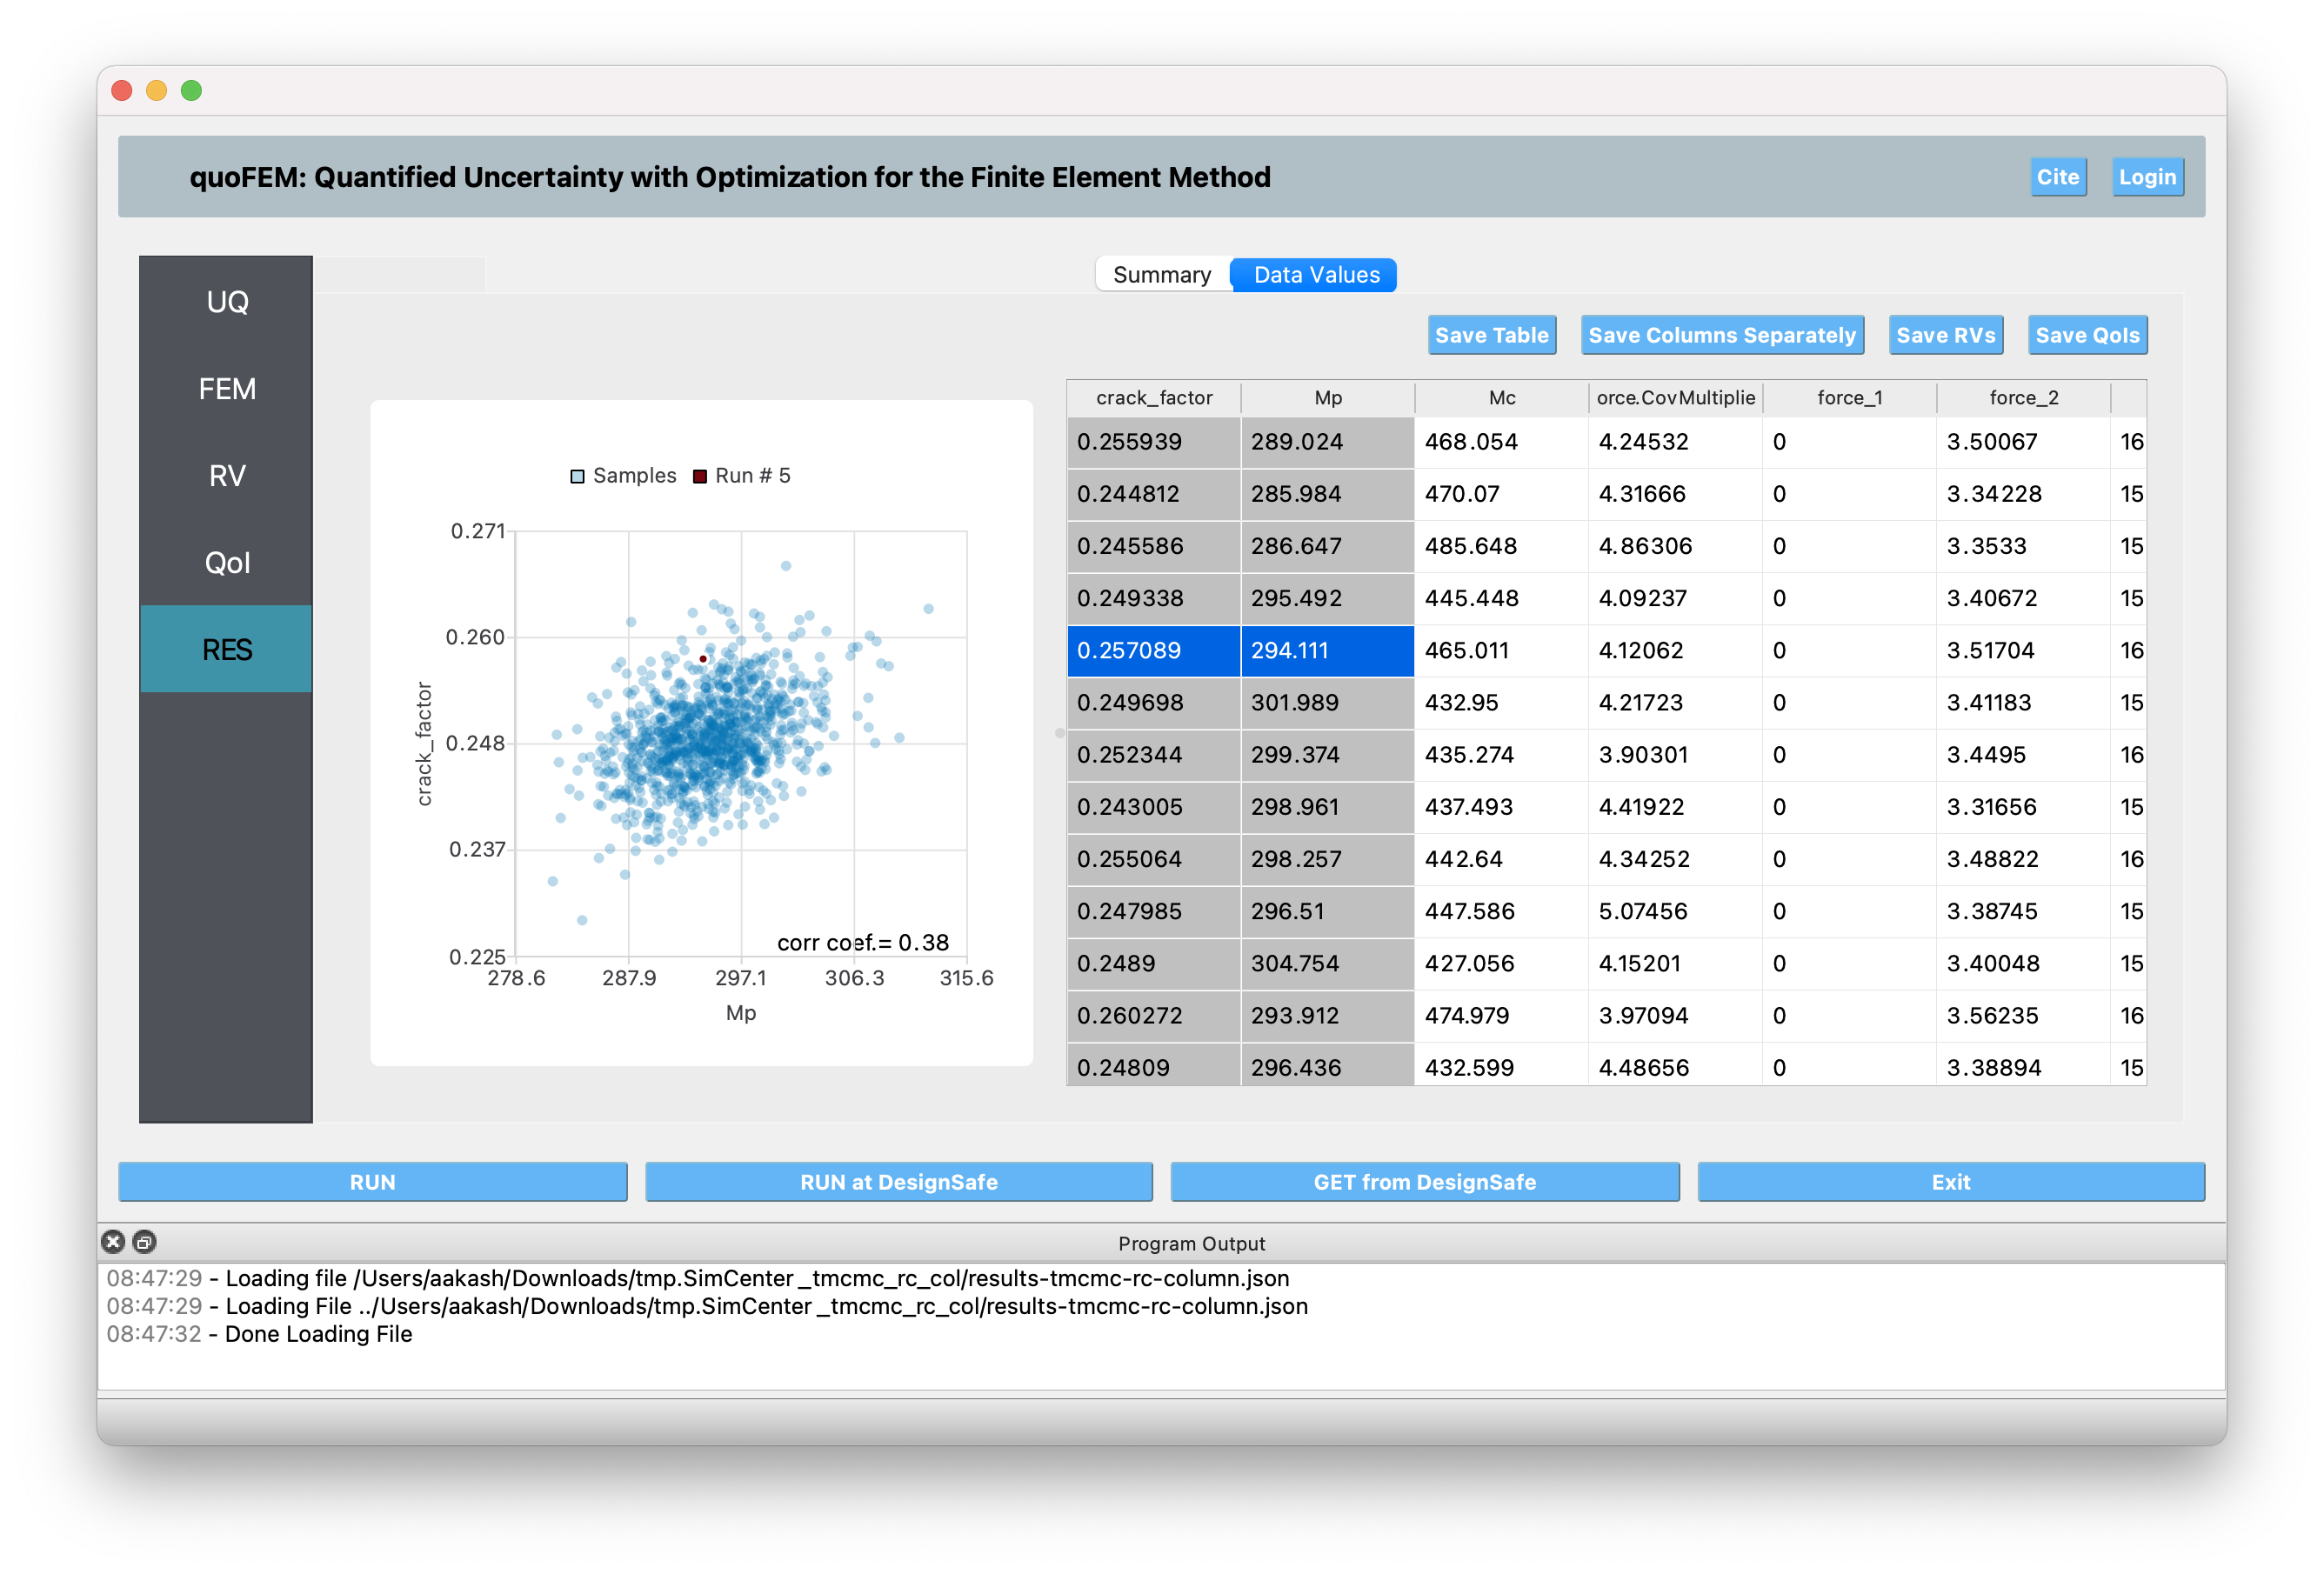 quoFEM: Quantified Uncertainty with Optimization for the Finite Element Method
Cite Login
UQ
FEM
RV
QoI
RES
Summary Data Values
Save Table Save Columns Separately Save RVs Save QoIs
Samples Run # 5
0.271
0.260
0.248
0.237
0.225
crack_factor
corr coef.= 0.38
278.6 287.9 297.1 306.3 315.6
Mp
crack_factor Mp Mc orce.CovMultiplie force_1 force_2
0.255939 289.024 468.054 4.24532 0 3.50067 16
0.244812 285.984 470.07 4.31666 0 3.34228 15
0.245586 286.647 485.648 4.86306 0 3.3533 15
0.249338 295.492 445.448 4.09237 0 3.40672 15
0.257089 294.111 465.011 4.12062 0 3.51704 16
0.249698 301.989 432.95 4.21723 0 3.41183 15
0.252344 299.374 435.274 3.90301 0 3.4495 16
0.243005 298.961 437.493 4.41922 0 3.31656 15
0.255064 298.257 442.64 4.34252 0 3.48822 16
0.247985 296.51 447.586 5.07456 0 3.38745 15
0.2489 304.754 427.056 4.15201 0 3.40048 15
0.260272 293.912 474.979 3.97094 0 3.56235 16
0.24809 296.436 432.599 4.48656 0 3.38894 15
RUN RUN at DesignSafe GET from DesignSafe Exit
Program Output
08:47:29 - Loading file /Users/aakash/Downloads/tmp.SimCenter_tmcmc_rc_col/results-tmcmc-rc-column.json
08:47:29 - Loading File ../Users/aakash/Downloads/tmp.SimCenter_tmcmc_rc_col/results-tmcmc-rc-column.json
08:47:32 - Done Loading File